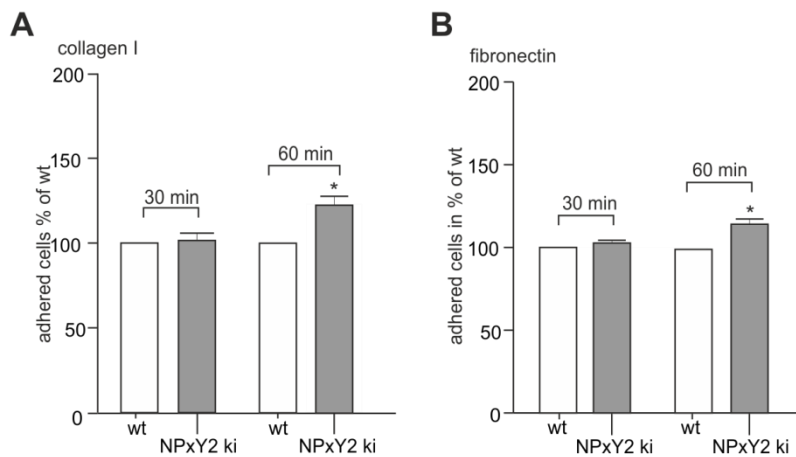 A
collagen I
adhered cells % of wt
200
150
100
50
0
30 min
60 min
*
wt
NPxY2 ki
wt
NPxY2 ki
B
fibronectin
adhered cells in % of wt
200
150
100
50
0
30 min
60 min
*
wt
NPxY2 ki
wt
NPxY2 ki